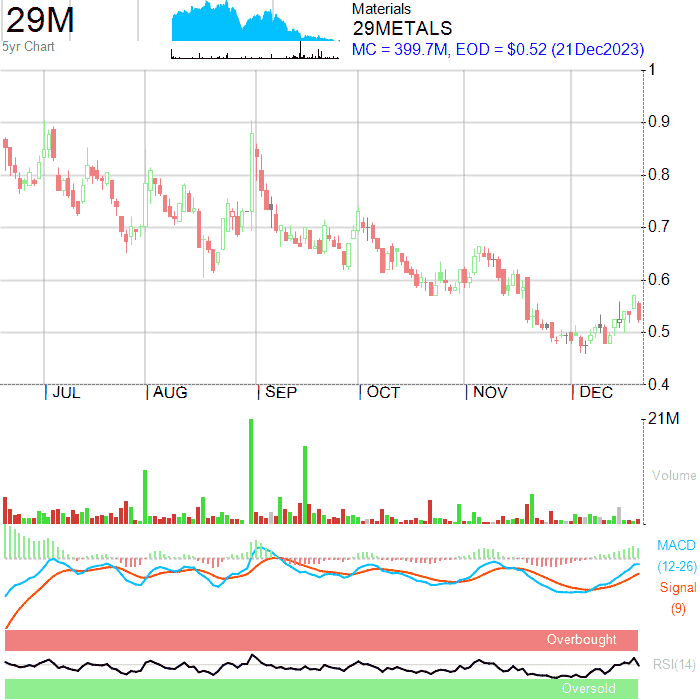 29M
5yr Chart
Materials
29METALS
MC = 399.7M, EOD = $0.52 (21Dec2023)
1
0.9
0.8
0.7
0.6
0.5
0.4
JUL AUG SEP OCT NOV DEC
21M
Volume
MACD
(12-26)
Signal
(9)
Overbought
RSI(14)
Oversold